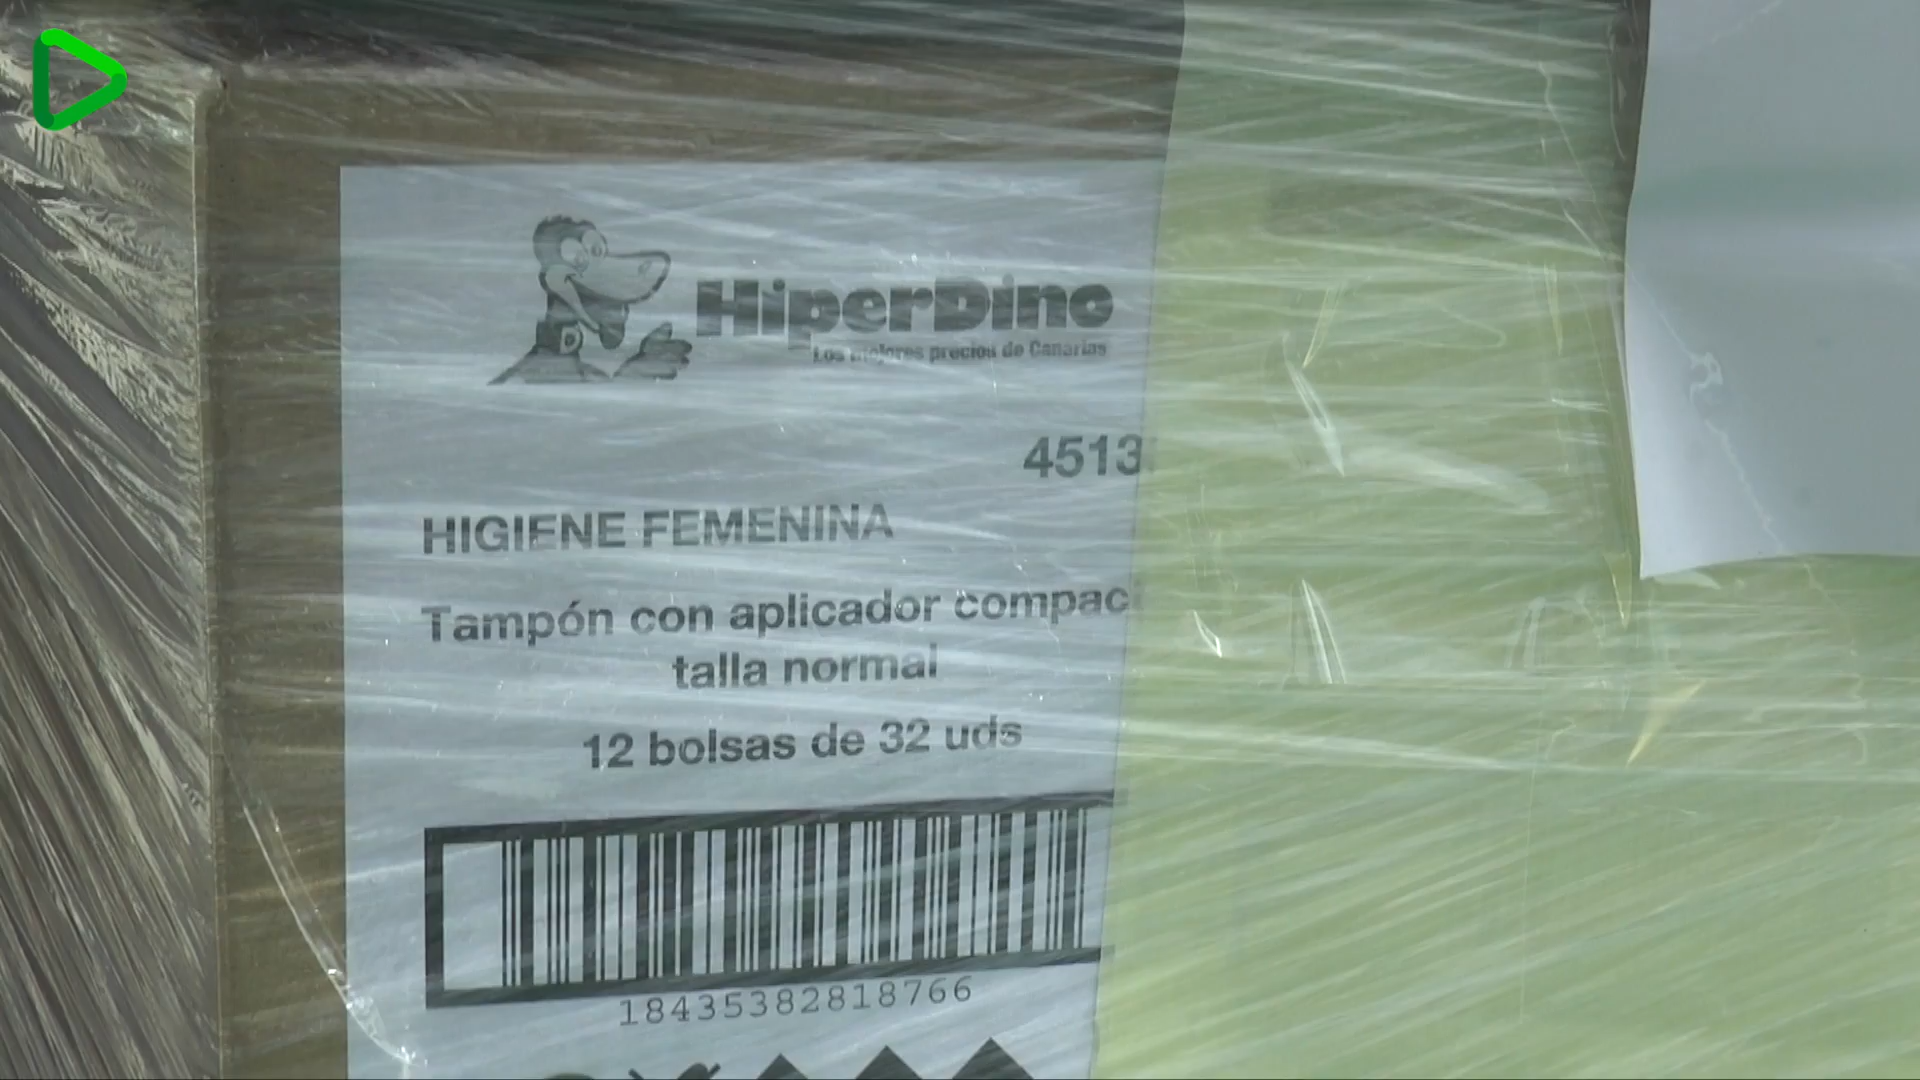 HiperDino
Los mejores precios de Canarias
4513
HIGIENE FEMENINA
Tampón con aplicador compac
talla normal
12 bolsas de 32 uds
18435382818766